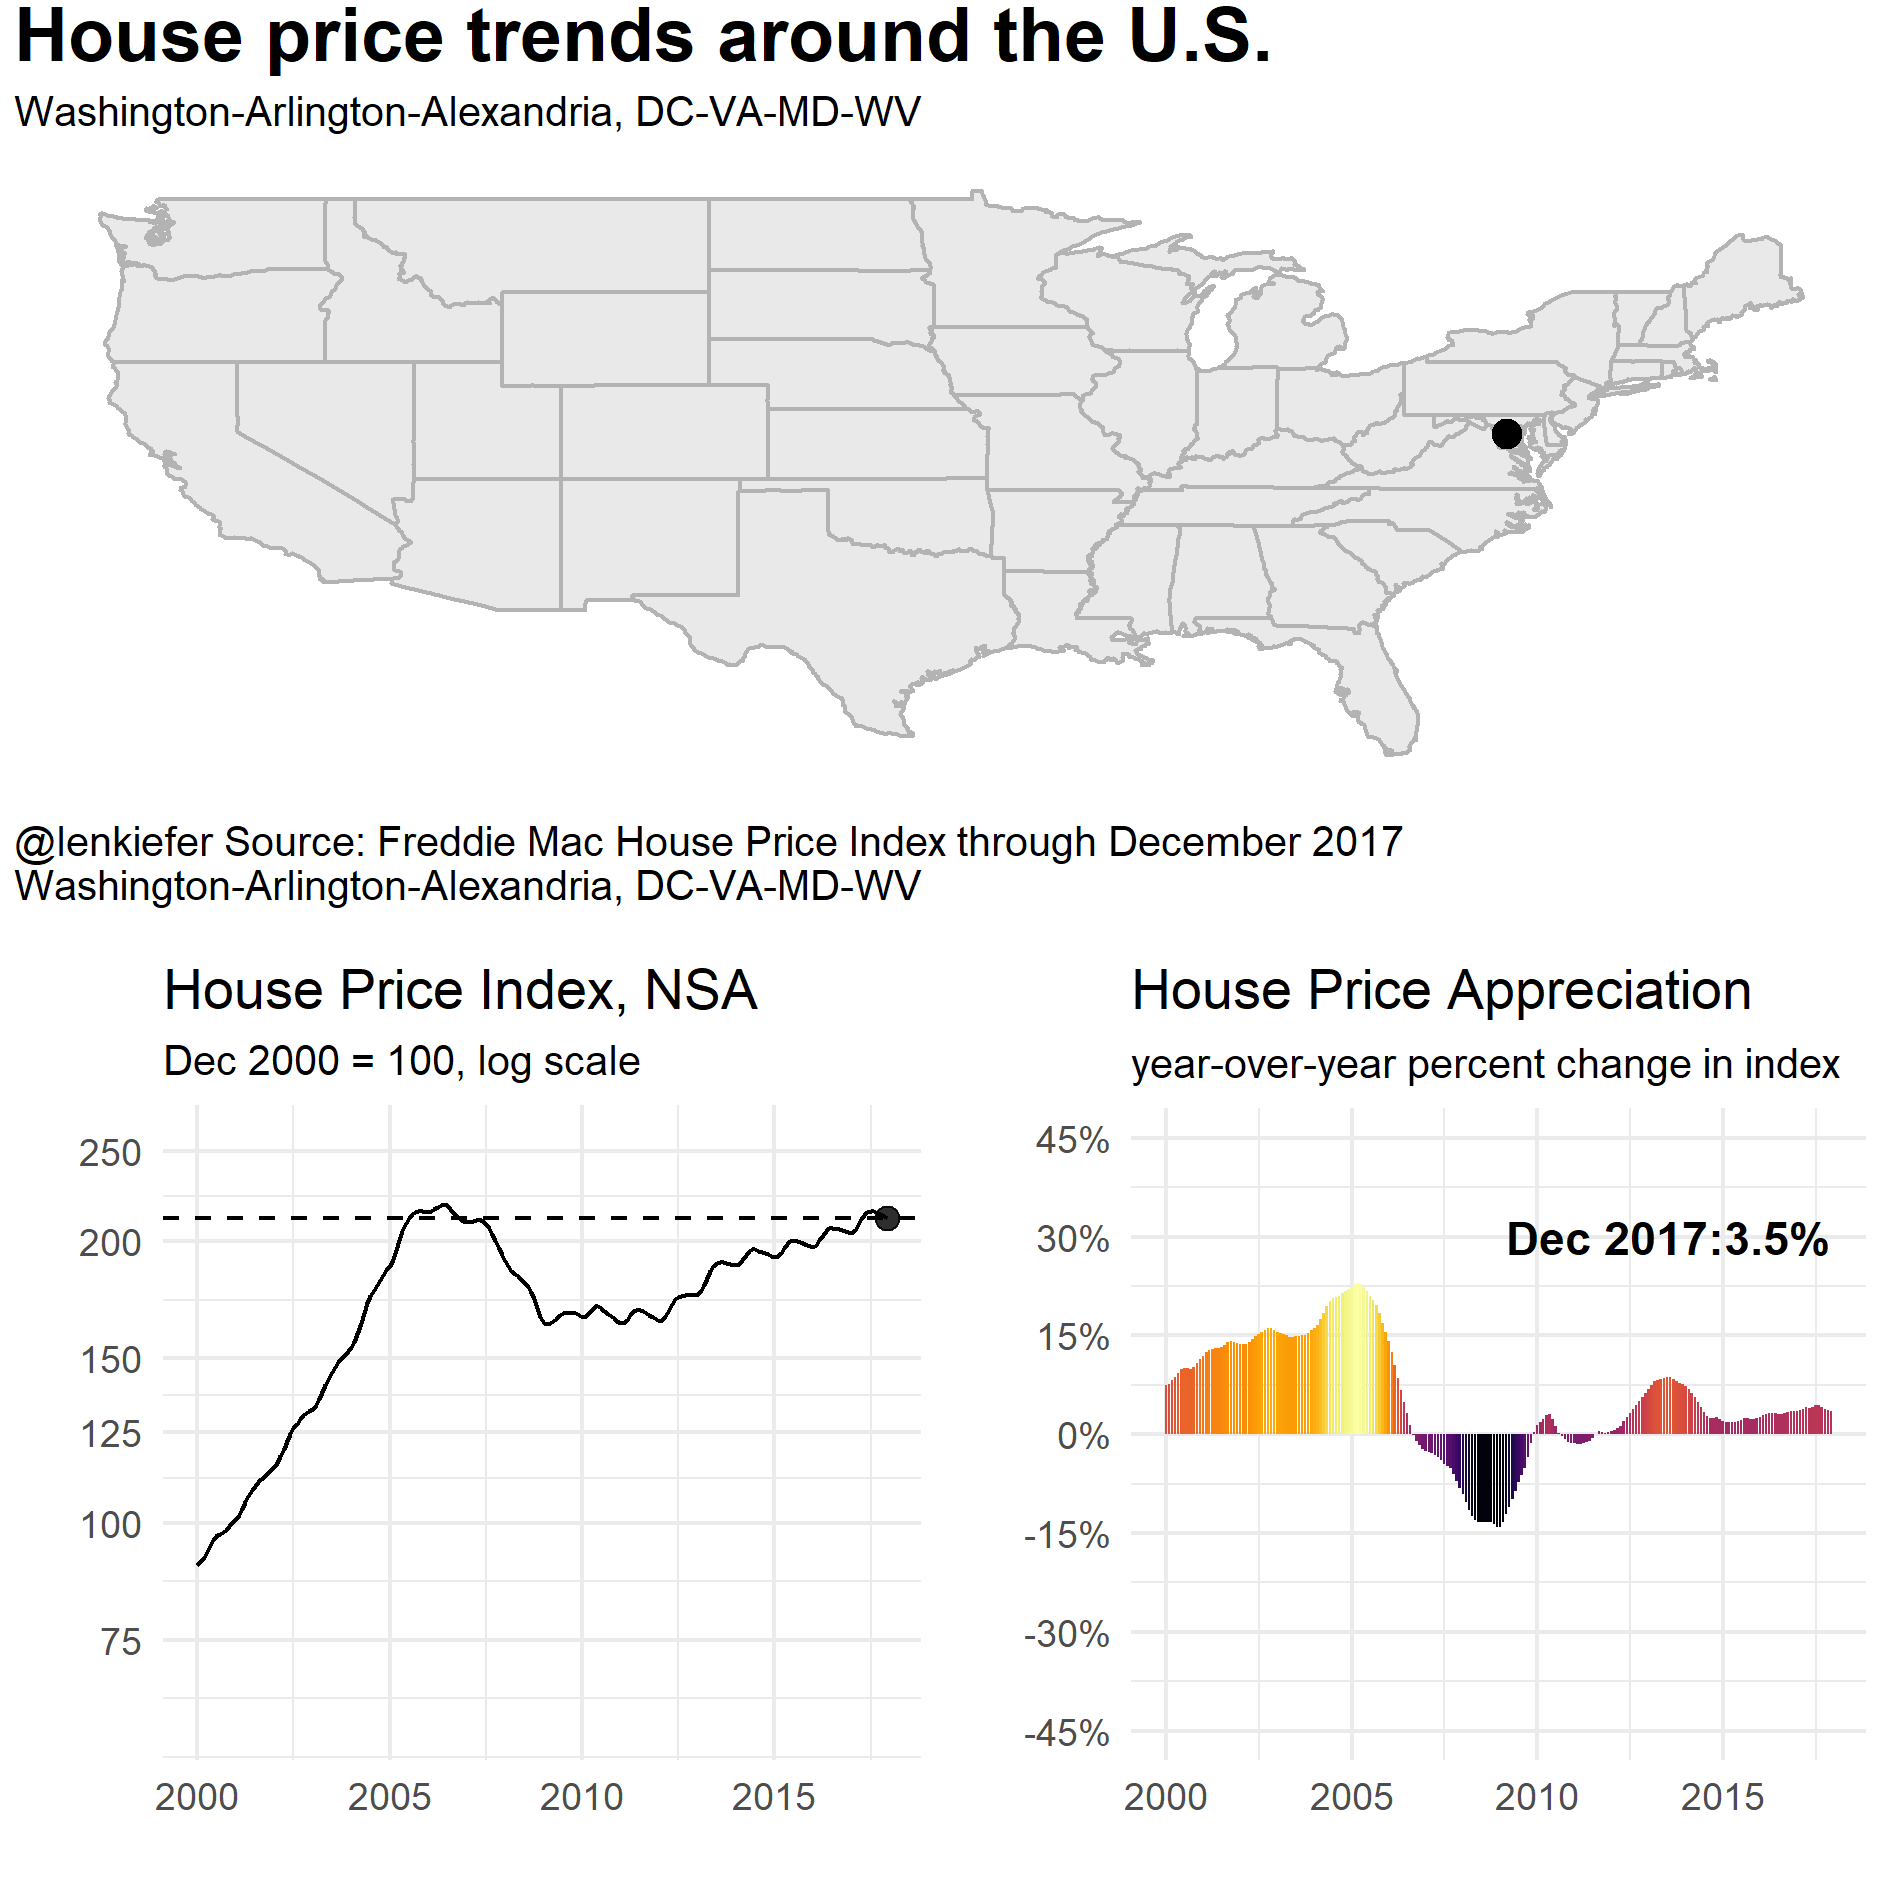 House price trends around the U.S.
Washington-Arlington-Alexandria, DC-VA-MD-WV
@lenkiefer Source: Freddie Mac House Price Index through December 2017
Washington-Arlington-Alexandria, DC-VA-MD-WV
House Price Index, NSA
Dec 2000 = 100, log scale
250
200
150
125
100
75
2000 2005 2010 2015
House Price Appreciation
year-over-year percent change in index
45%
30%
Dec 2017:3.5%
15%
0%
-15%
-30%
-45%
2000 2005 2010 2015